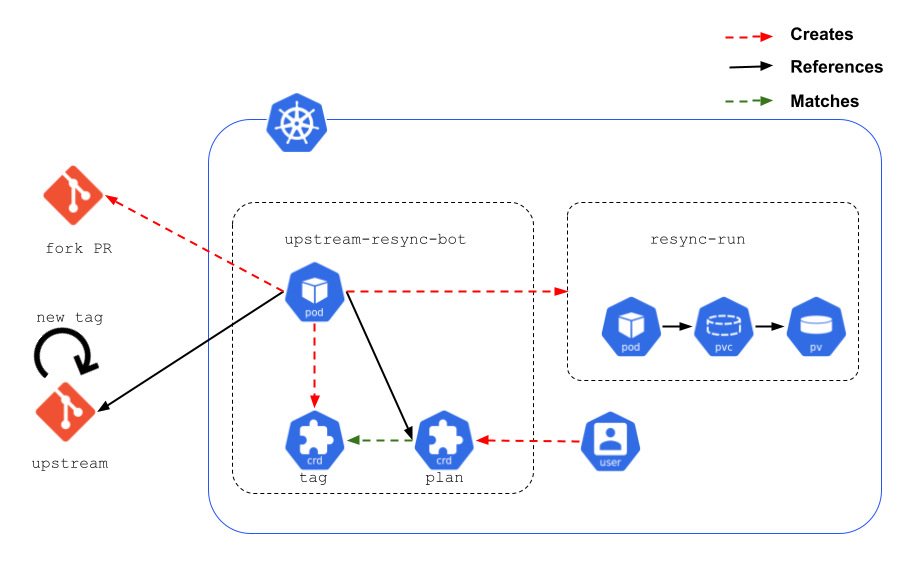 Creates
References
Matches
fork PR
new tag
upstream
upstream-resync-bot
pod
crd
tag
crd
plan
user
resync-run
pod
pvc
pv